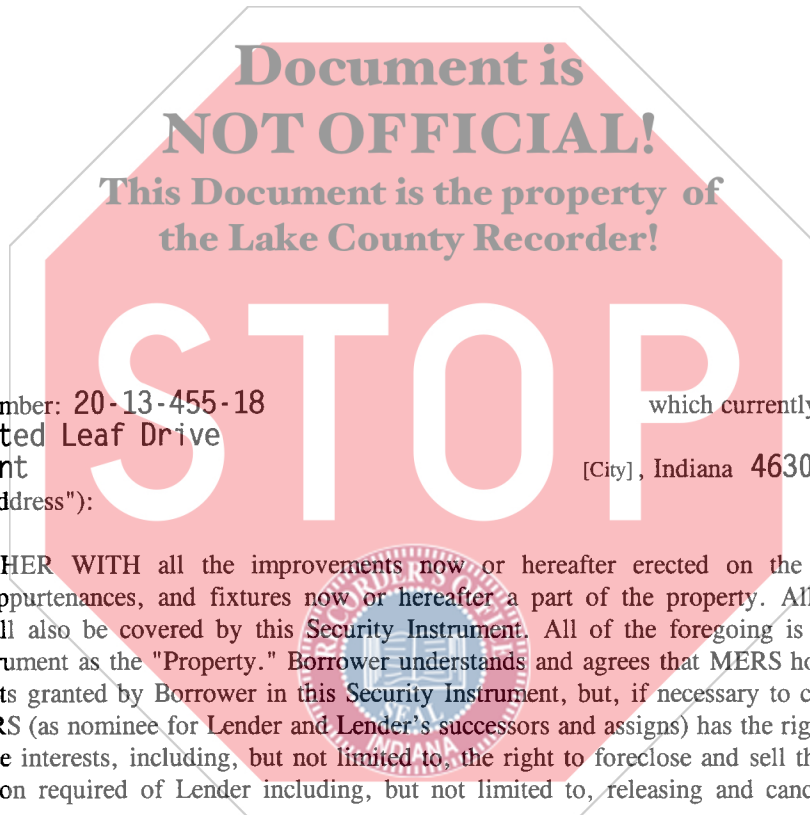 Document is
NOT OFFICIAL!
This Document is the property of
the Lake County Recorder!
STOP
mber: 20-13-455-18 which currently
ted Leaf Drive
nt [City], Indiana 4630
ddress"):
HER WITH all the improvements now or hereafter erected on the
ppurtenances, and fixtures now or hereafter a part of the property. All
ll also be covered by this Security Instrument. All of the foregoing is
rument as the "Property." Borrower understands and agrees that MERS ho
ts granted by Borrower in this Security Instrument, but, if necessary to c
RS (as nominee for Lender and Lender's successors and assigns) has the rig
e interests, including, but not limited to, the right to foreclose and sell th
on required of Lender including, but not limited to, releasing and canc
RECORDER'S OFFICE
SEAL
INDIANA